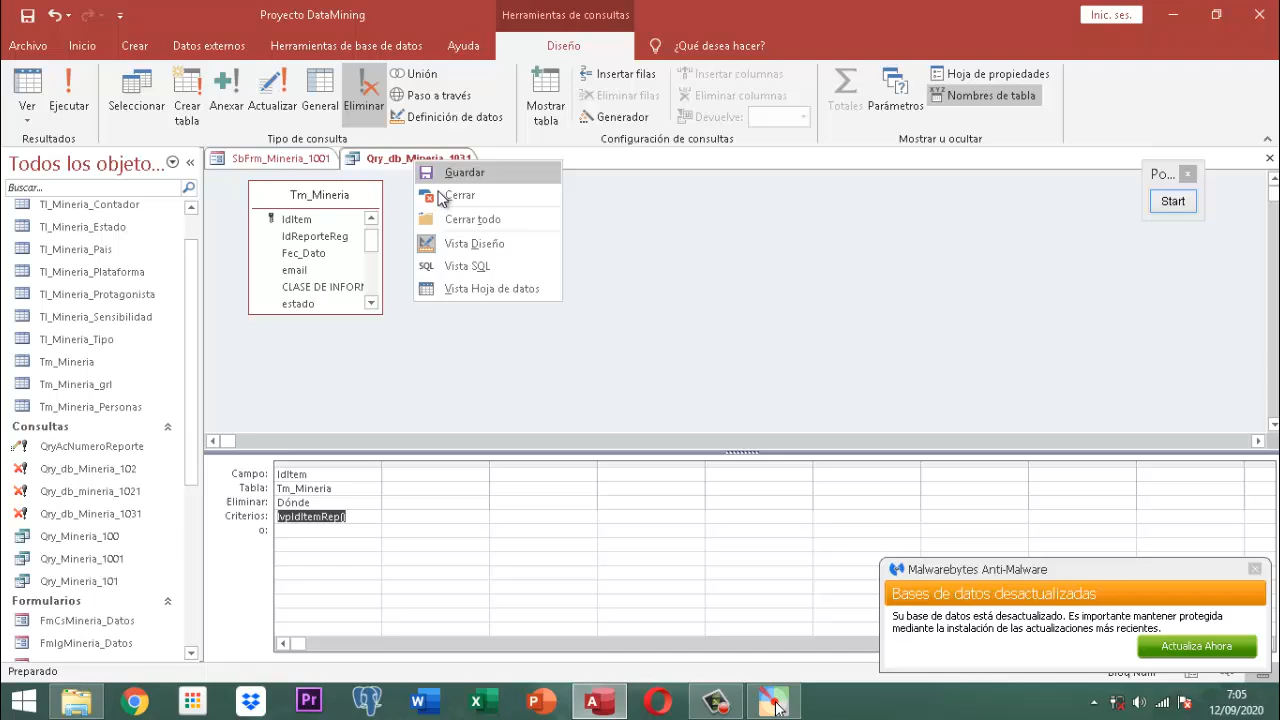 Proyecto DataMining
Herramientas de consultas
Inic. ses.
Archivo
Inicio
Crear
Datos externos
Herramientas de base de datos
Ayuda
Diseño
¿Qué desea hacer?
Ver
Ejecutar
Resultados
Seleccionar
Crear tabla
Anexar
Actualizar
General
Eliminar
Unión
Paso a través
Definición de datos
Tipo de consulta
Mostrar tabla
Insertar filas
Eliminar filas
Generador
Insertar columnas
Eliminar columnas
Devuelve:
Configuración de consultas
Totales
Parámetros
Hoja de propiedades
XYZ Nombres de tabla
Mostrar u ocultar
Todos los objeto...
Buscar...
Tl_Mineria_Contador
Tl_Mineria_Estado
Tl_Mineria_Pais
Tl_Mineria_Plataforma
Tl_Mineria_Protagonista
Tl_Mineria_Sensibilidad
Tl_Mineria_Tipo
Tm_Mineria
Tm_Mineria_grl
Tm_Mineria_Personas
Consultas
QryAcNumeroReporte
Qry_db_Mineria_102
Qry_db_mineria_1021
Qry_db_Mineria_1031
Qry_Mineria_100
Qry_Mineria_1001
Qry_Mineria_101
Formularios
FmCsMineria_Datos
FmIgMineria_Datos
SbFrm_Mineria_1001
Qry_db_Mineria_1031
Tm_Mineria
IdItem
IdReporteReg
Fec_Dato
email
CLASE DE INFOR
estado
Guardar
Cerrar
Cerrar todo
Vista Diseño
SQL Vista SQL
Vista Hoja de datos
Po...
Start
Campo: IdItem
Tabla: Tm_Mineria
Eliminar: Dónde
Criterios: vpIdItemRep()
o:
Malwarebytes Anti-Malware
Bases de datos desactualizadas
Su base de datos está desactualizado. Es importante mantener protegida
mediante la instalación de las actualizaciones más recientes.
Actualiza Ahora
Preparado
Bloq Núm
Pr
7:05
12/09/2020